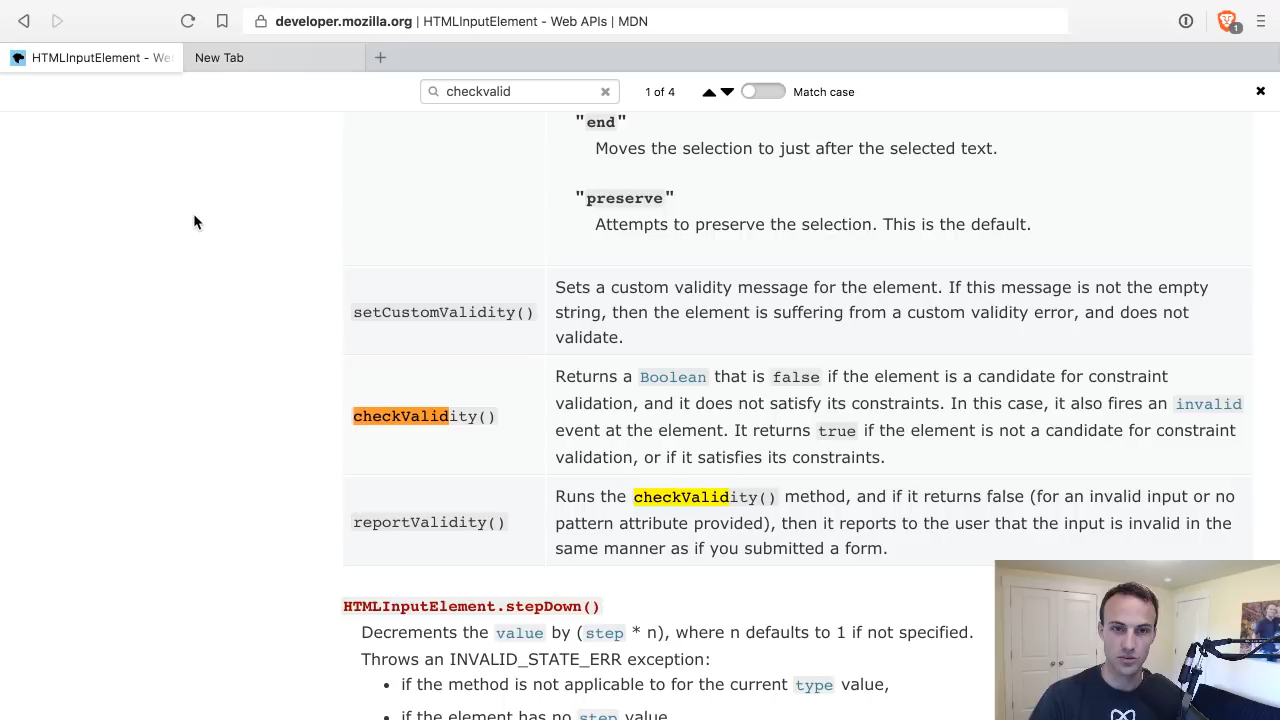 developer.mozilla.org | HTMLInputElement - Web APIs | MDN
1
HTMLInputElement - We
New Tab
checkvalid
1 of 4
Match case
"end"
Moves the selection to just after the selected text.
"preserve"
Attempts to preserve the selection. This is the default.
setCustomValidity()
Sets a custom validity message for the element. If this message is not the empty
string, then the element is suffering from a custom validity error, and does not
validate.
checkValidity()
Returns a Boolean that is false if the element is a candidate for constraint
validation, and it does not satisfy its constraints. In this case, it also fires an invalid
event at the element. It returns true if the element is not a candidate for constraint
validation, or if it satisfies its constraints.
reportValidity()
Runs the checkValidity() method, and if it returns false (for an invalid input or no
pattern attribute provided), then it reports to the user that the input is invalid in the
same manner as if you submitted a form.
HTMLInputElement.stepDown()
Decrements the value by (step * n), where n defaults to 1 if not specified.
Throws an INVALID_STATE_ERR exception:
• if the method is not applicable to for the current type value,
• if the element has no step value